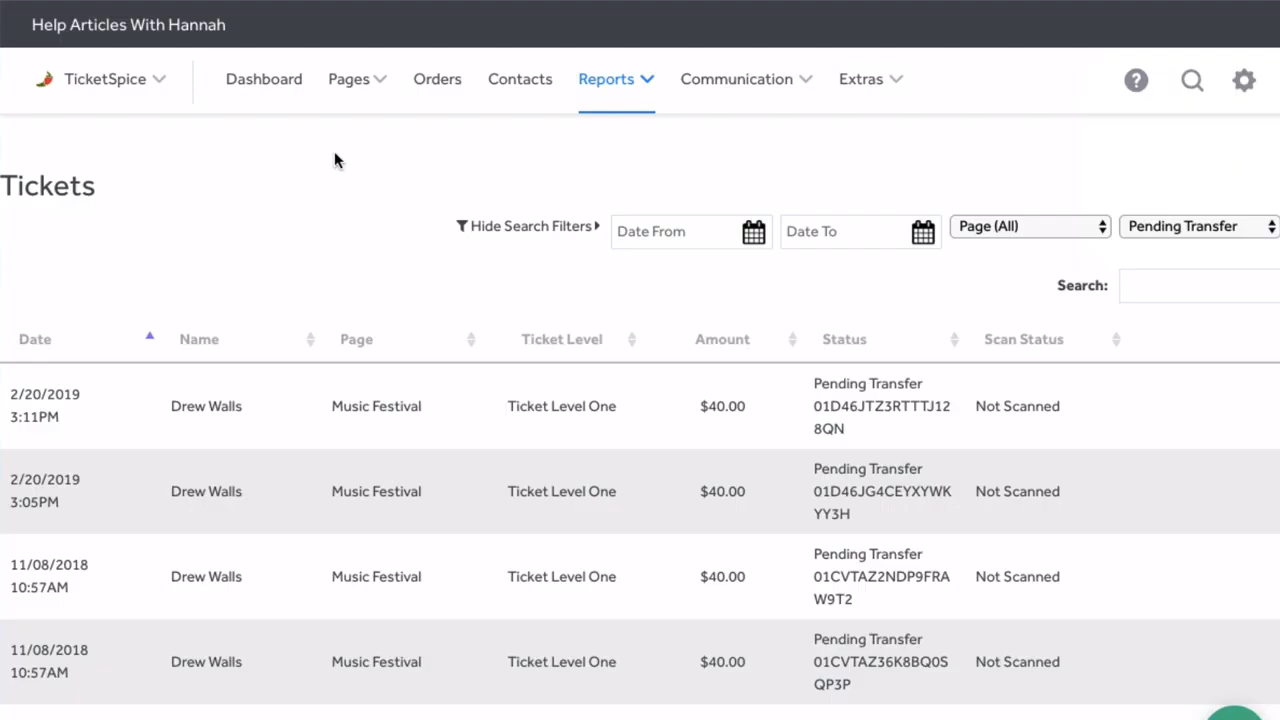 Help Articles With Hannah
TicketSpice Dashboard Pages Orders Contacts Reports Communication Extras ?
Tickets
Hide Search Filters Date From Date To Page (All) Pending Transfer
Search:
Date Name Page Ticket Level Amount Status Scan Status
2/20/2019
3:11PM
Drew Walls
Music Festival
Ticket Level One
$40.00
Pending Transfer
01D46JTZ3RTTTJ12
8QN
Not Scanned
2/20/2019
3:05PM
Drew Walls
Music Festival
Ticket Level One
$40.00
Pending Transfer
01D46JG4CEYXYWK
YY3H
Not Scanned
11/08/2018
10:57AM
Drew Walls
Music Festival
Ticket Level One
$40.00
Pending Transfer
01CVTAZ2NDP9FRA
W9T2
Not Scanned
11/08/2018
10:57AM
Drew Walls
Music Festival
Ticket Level One
$40.00
Pending Transfer
01CVTAZ36K8BQ0S
QP3P
Not Scanned